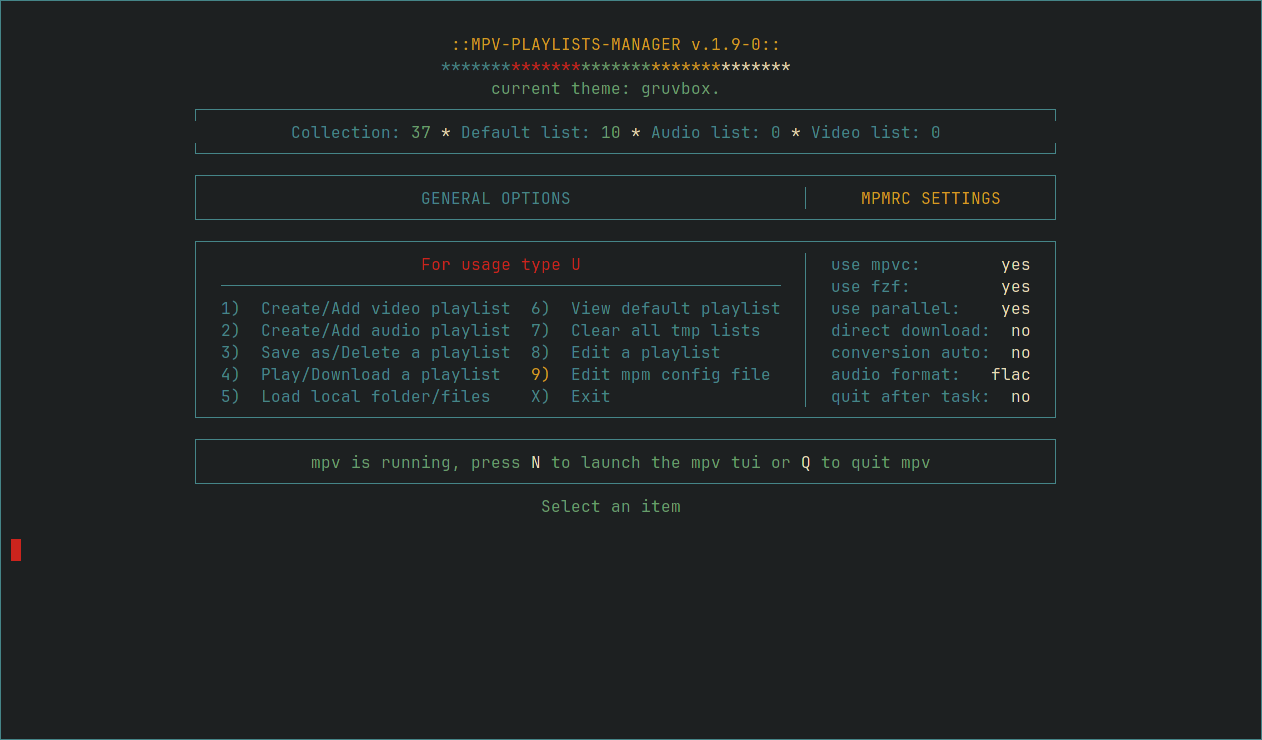 ::MPV-PLAYLISTS-MANAGER v.1.9-0::
***********************************
current theme: gruvbox.
Collection: 37 * Default list: 10 * Audio list: 0 * Video list: 0
GENERAL OPTIONS
MPMRC SETTINGS
For usage type U
1) Create/Add video playlist 6) View default playlist
2) Create/Add audio playlist 7) Clear all tmp lists
3) Save as/Delete a playlist 8) Edit a playlist
4) Play/Download a playlist 9) Edit mpm config file
5) Load local folder/files X) Exit
use mpvc: yes
use fzf: yes
use parallel: yes
direct download: no
conversion auto: no
audio format: flac
quit after task: no
mpv is running, press N to launch the mpv tui or Q to quit mpv
Select an item